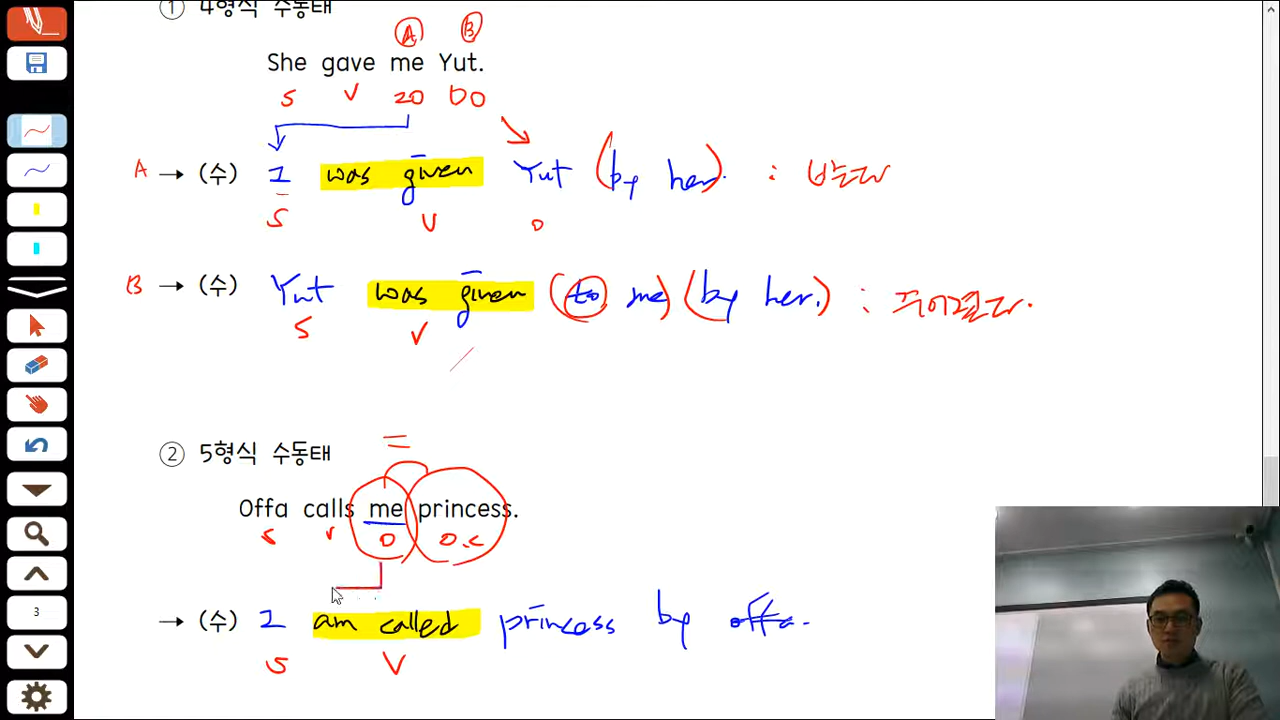 ① 4형식 수동태
Ⓐ Ⓑ
She gave me Yut.
S V IO DO
A → (수) I was given Yut (by her). : 받다
S V O
B → (수) Yut was given (to me) (by her.) : 주어졌다.
S V
② 5형식 수동태
=
Offa calls me princess.
S V O O.C
→ (수) I am called princess by offa.
S V
3